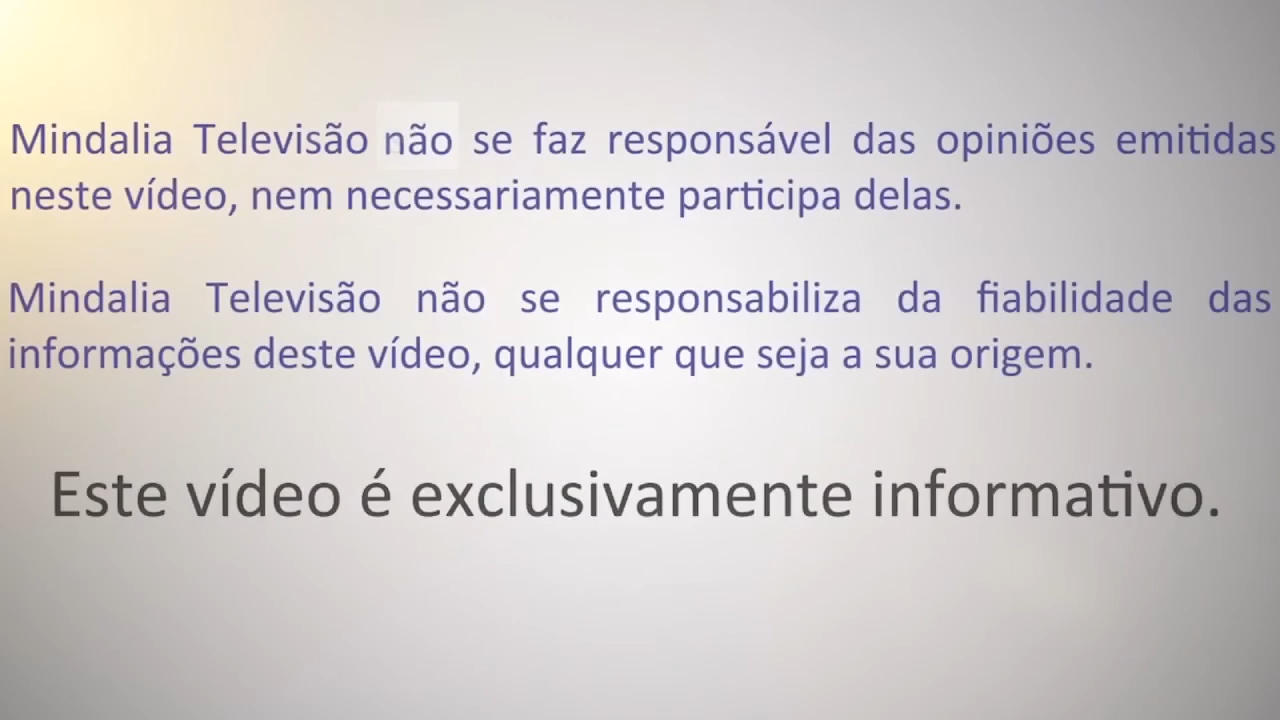 Mindalia Televisão não se faz responsável das opiniões emitidas
neste vídeo, nem necessariamente participa delas.
Mindalia Televisão não se responsabiliza da fiabilidade das
informações deste vídeo, qualquer que seja a sua origem.
Este vídeo é exclusivamente informativo.